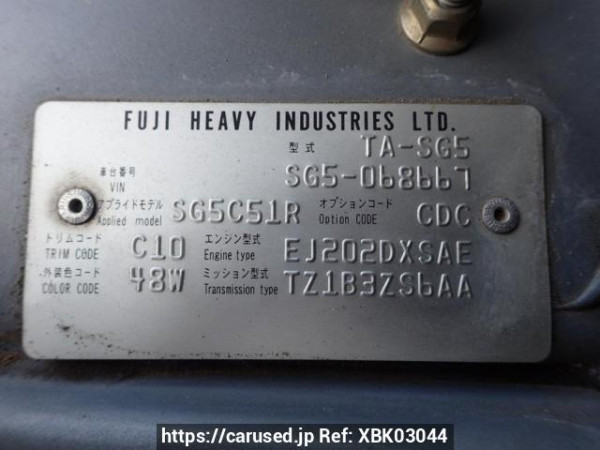 FUJI HEAVY INDUSTRIES LTD.
型式 TA-SG5
車台番号 VIN SG5-068667
アプライドモデル Applied model SG5C51R オプションコード Option CODE CDC
トリムコード TRIM CODE C10 エンジン型式 Engine type EJ202DXSAE
外装色コード COLOR CODE 48W ミッション型式 Transmission type TZ1B3ZS6AA
https://carused.jp Ref: XBK03044